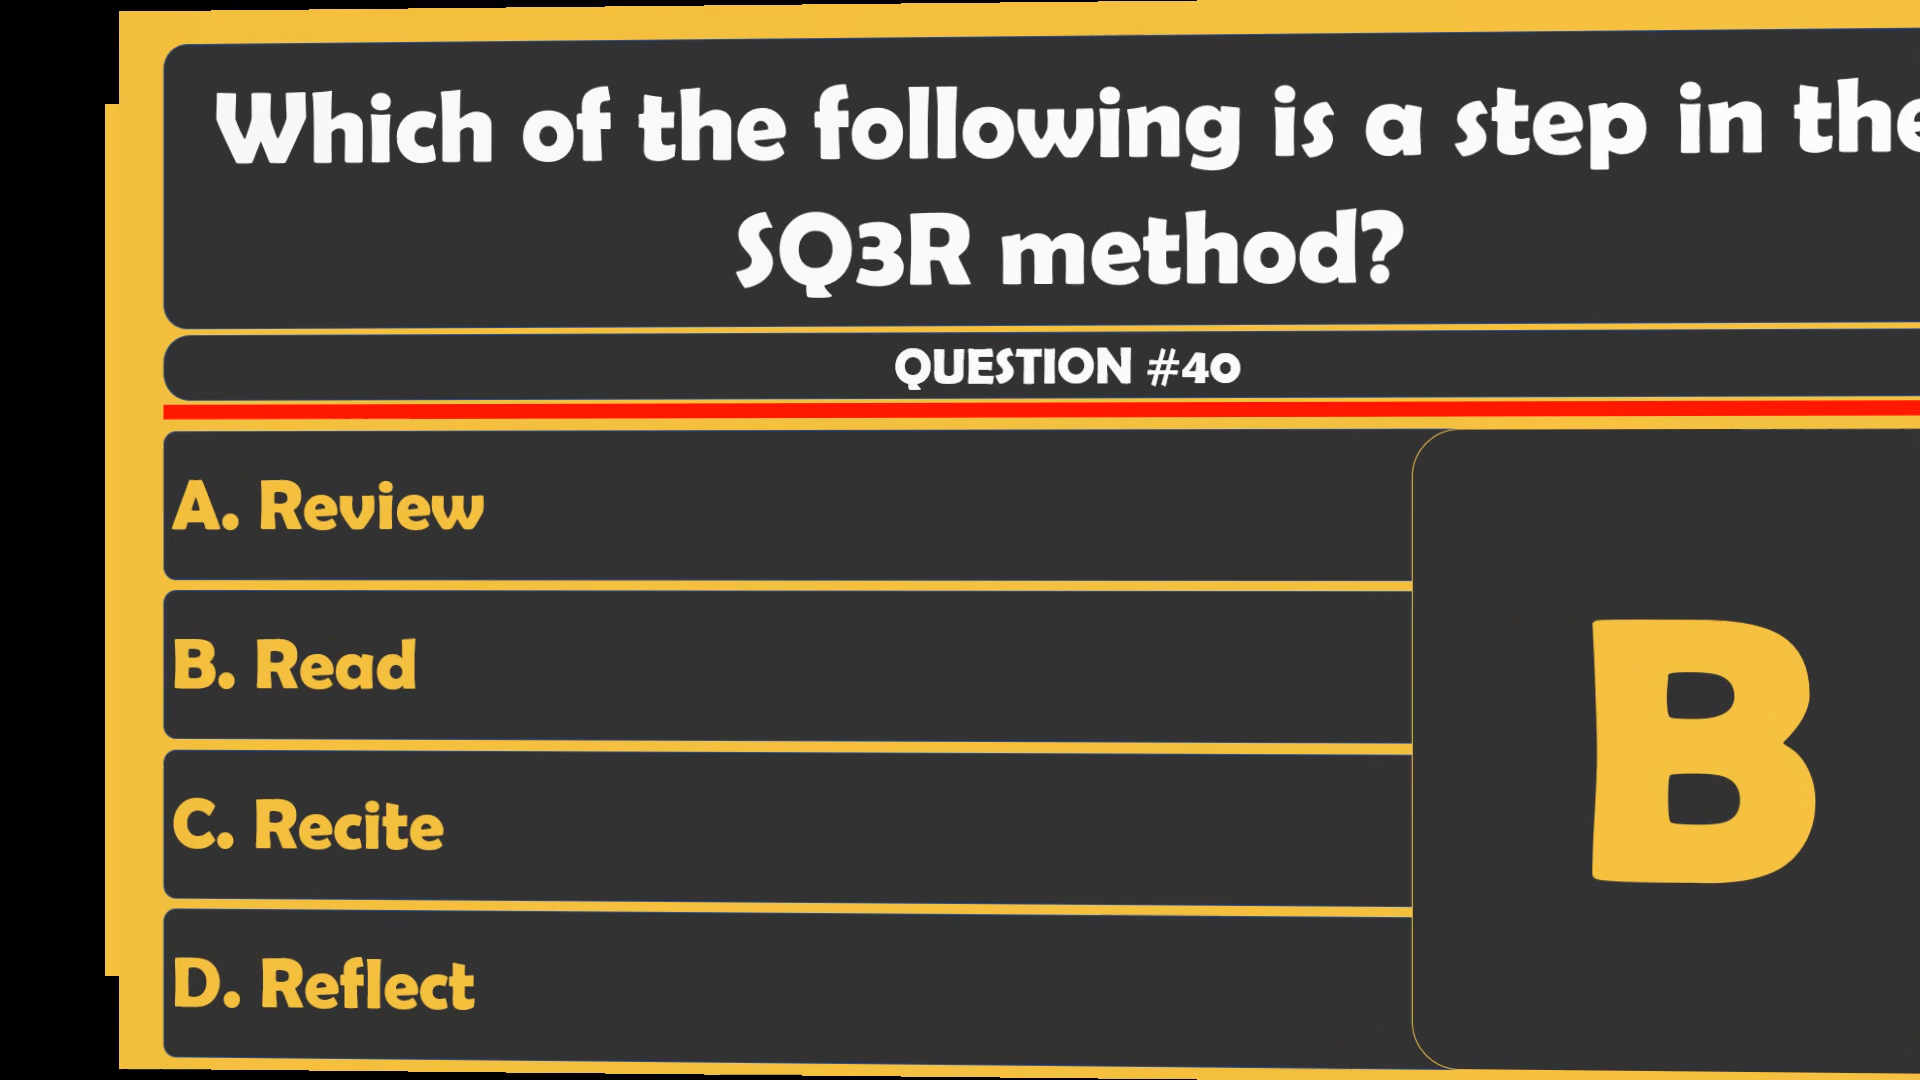 Which of the following is a step in the
SQ3R method?
QUESTION #40
A. Review
B. Read
C. Recite
D. Reflect
B